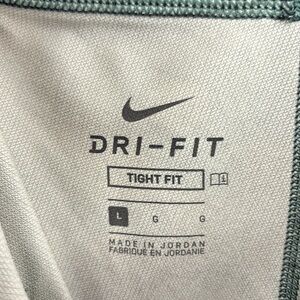 DRI-FIT
TIGHT FIT
L G G
MADE IN JORDAN
FABRIQUÉ EN JORDANIE